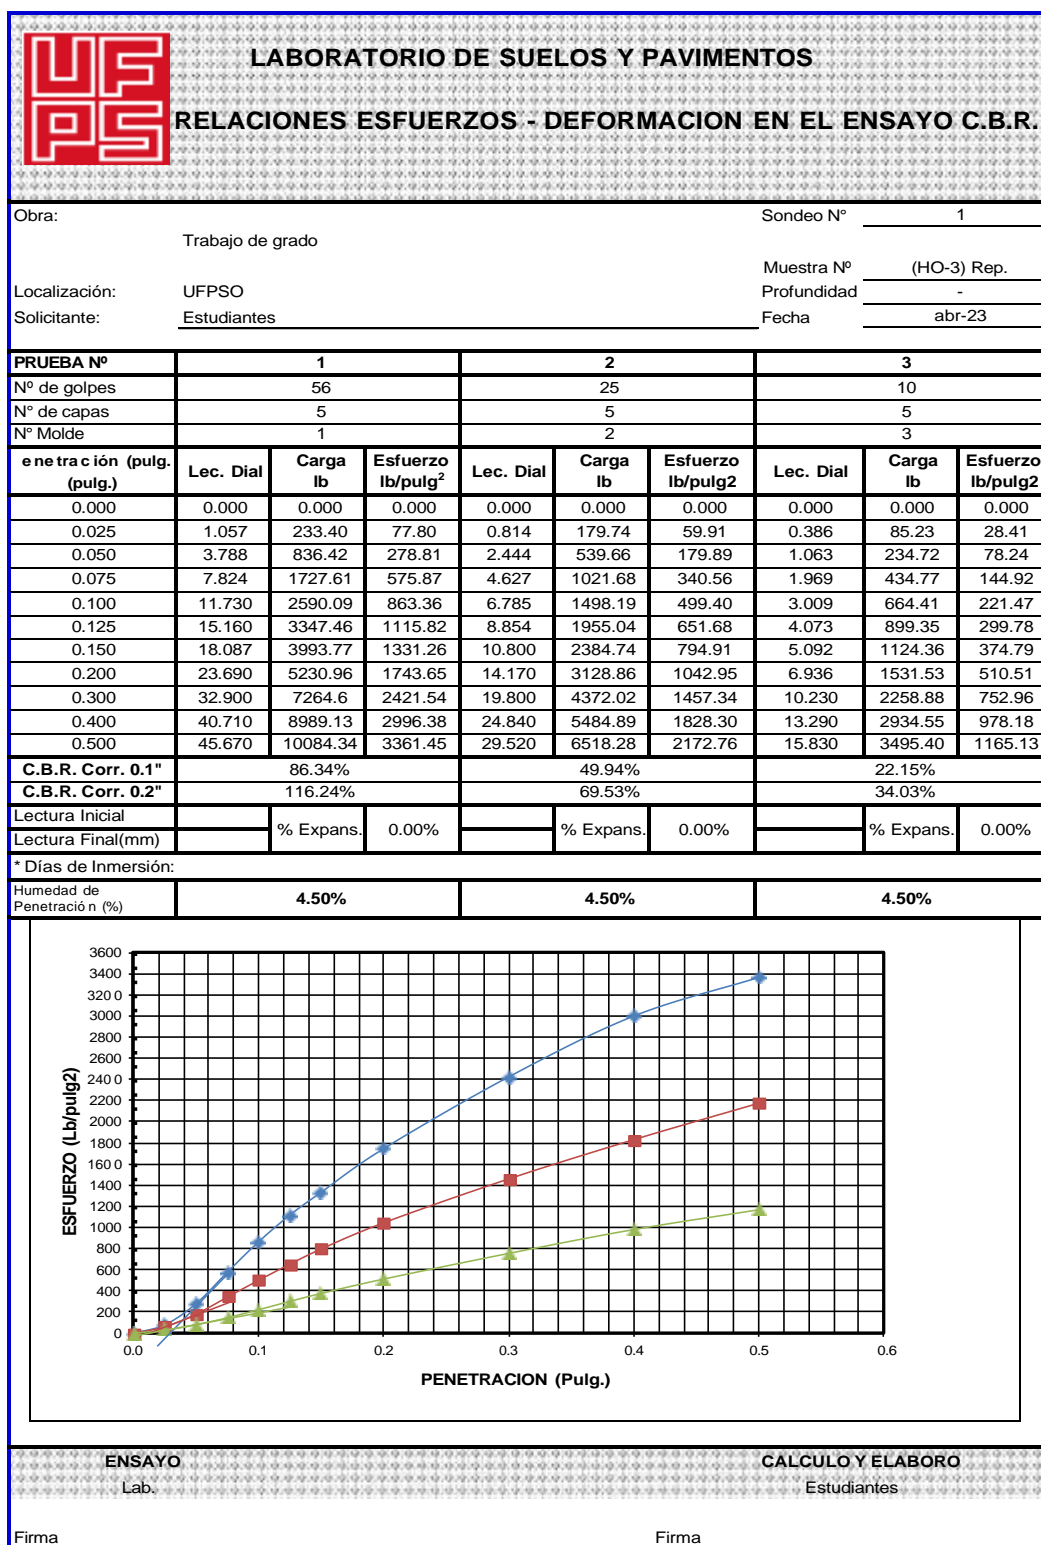 UFPS
LABORATORIO DE SUELOS Y PAVIMENTOS
RELACIONES ESFUERZOS - DEFORMACION EN EL ENSAYO C.B.R.
Obra:
Trabajo de grado
Sondeo N° 1
Muestra Nº (HO-3) Rep.
Localización: UFPSO Profundidad -
Solicitante: Estudiantes Fecha abr-23
PRUEBA Nº 1 2 3
Nº de golpes 56 25 10
N° de capas 5 5 5
N° Molde 1 2 3
enetración (pulg. (pulg.) Lec. Dial Carga lb Esfuerzo lb/pulg² Lec. Dial Carga lb Esfuerzo lb/pulg2 Lec. Dial Carga lb Esfuerzo lb/pulg2
0.000 0.000 0.000 0.000 0.000 0.000 0.000 0.000 0.000 0.000
0.025 1.057 233.40 77.80 0.814 179.74 59.91 0.386 85.23 28.41
0.050 3.788 836.42 278.81 2.444 539.66 179.89 1.063 234.72 78.24
0.075 7.824 1727.61 575.87 4.627 1021.68 340.56 1.969 434.77 144.92
0.100 11.730 2590.09 863.36 6.785 1498.19 499.40 3.009 664.41 221.47
0.125 15.160 3347.46 1115.82 8.854 1955.04 651.68 4.073 899.35 299.78
0.150 18.087 3993.77 1331.26 10.800 2384.74 794.91 5.092 1124.36 374.79
0.200 23.690 5230.96 1743.65 14.170 3128.86 1042.95 6.936 1531.53 510.51
0.300 32.900 7264.6 2421.54 19.800 4372.02 1457.34 10.230 2258.88 752.96
0.400 40.710 8989.13 2996.38 24.840 5484.89 1828.30 13.290 2934.55 978.18
0.500 45.670 10084.34 3361.45 29.520 6518.28 2172.76 15.830 3495.40 1165.13
C.B.R. Corr. 0.1" 86.34% 49.94% 22.15%
C.B.R. Corr. 0.2" 116.24% 69.53% 34.03%
Lectura Inicial
% Expans. 0.00% % Expans. 0.00% % Expans. 0.00%
Lectura Final(mm)
* Días de Inmersión:
Humedad de
Penetración (%) 4.50% 4.50% 4.50%
3600
3400
3200
3000
2800
2600
2400
2200
2000
1800
1600
1400
1200
1000
800
600
400
200
0
ESFUERZO (Lb/pulg2)
0.0 0.1 0.2 0.3 0.4 0.5 0.6
PENETRACION (Pulg.)
ENSAYO CALCULO Y ELABORO
Lab. Estudiantes
Firma Firma